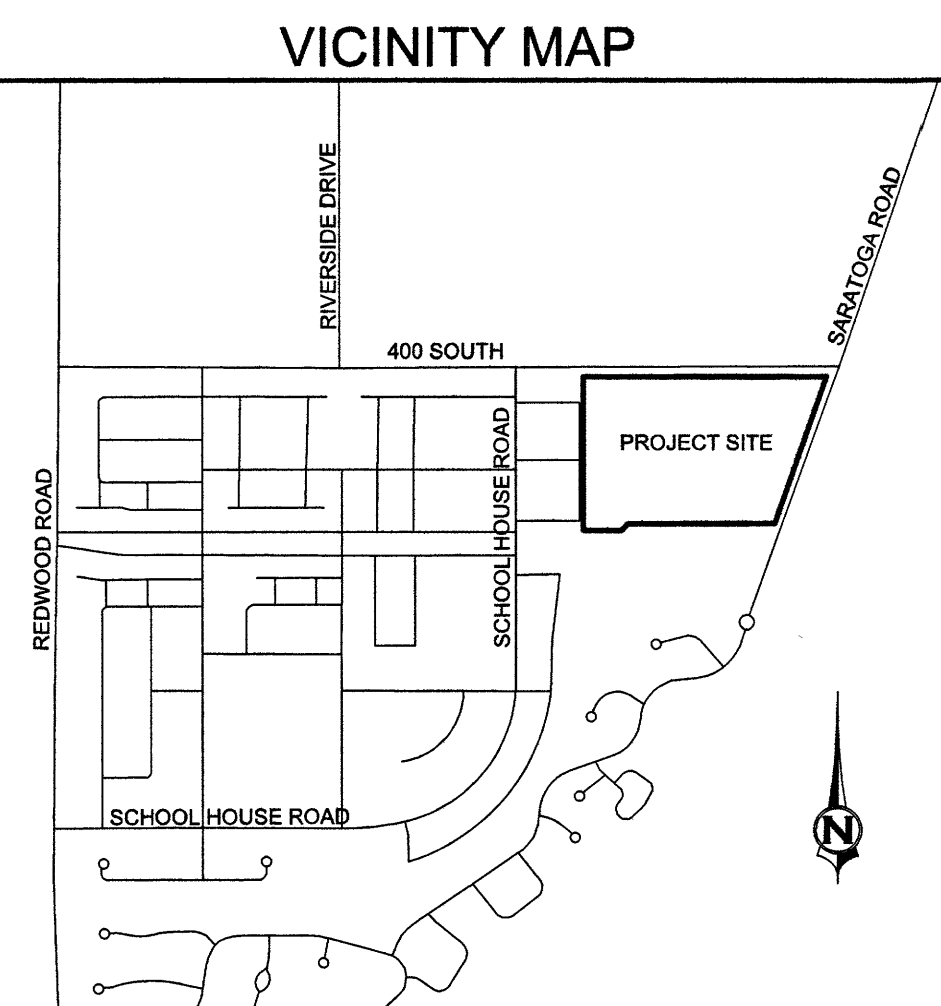 VICINITY MAP
RIVERSIDE DRIVE
SARATOGA ROAD
400 SOUTH
PROJECT SITE
SCHOOL HOUSE ROAD
REDWOOD ROAD
SCHOOL HOUSE ROAD
N